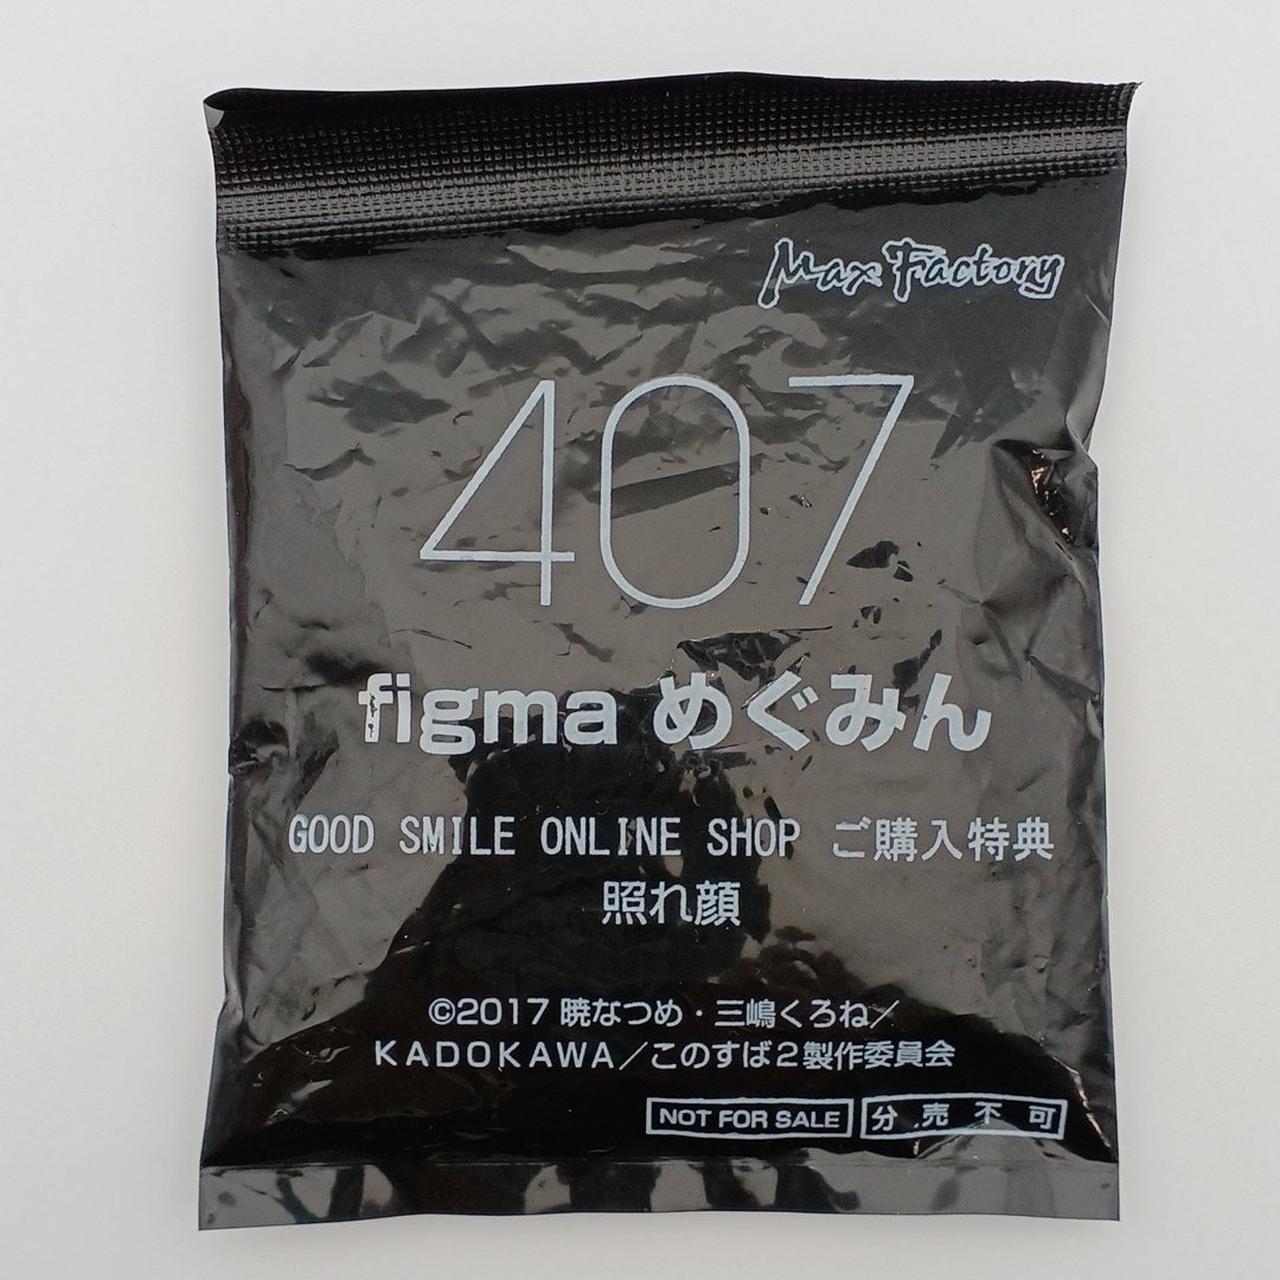 Max Factory
407
figma めぐみん
GOOD SMILE ONLINE SHOP ご購入特典
照れ顔
©2017 暁なつめ・三嶋くろね／
KADOKAWA／このすば２製作委員会
NOT FOR SALE 分売不可